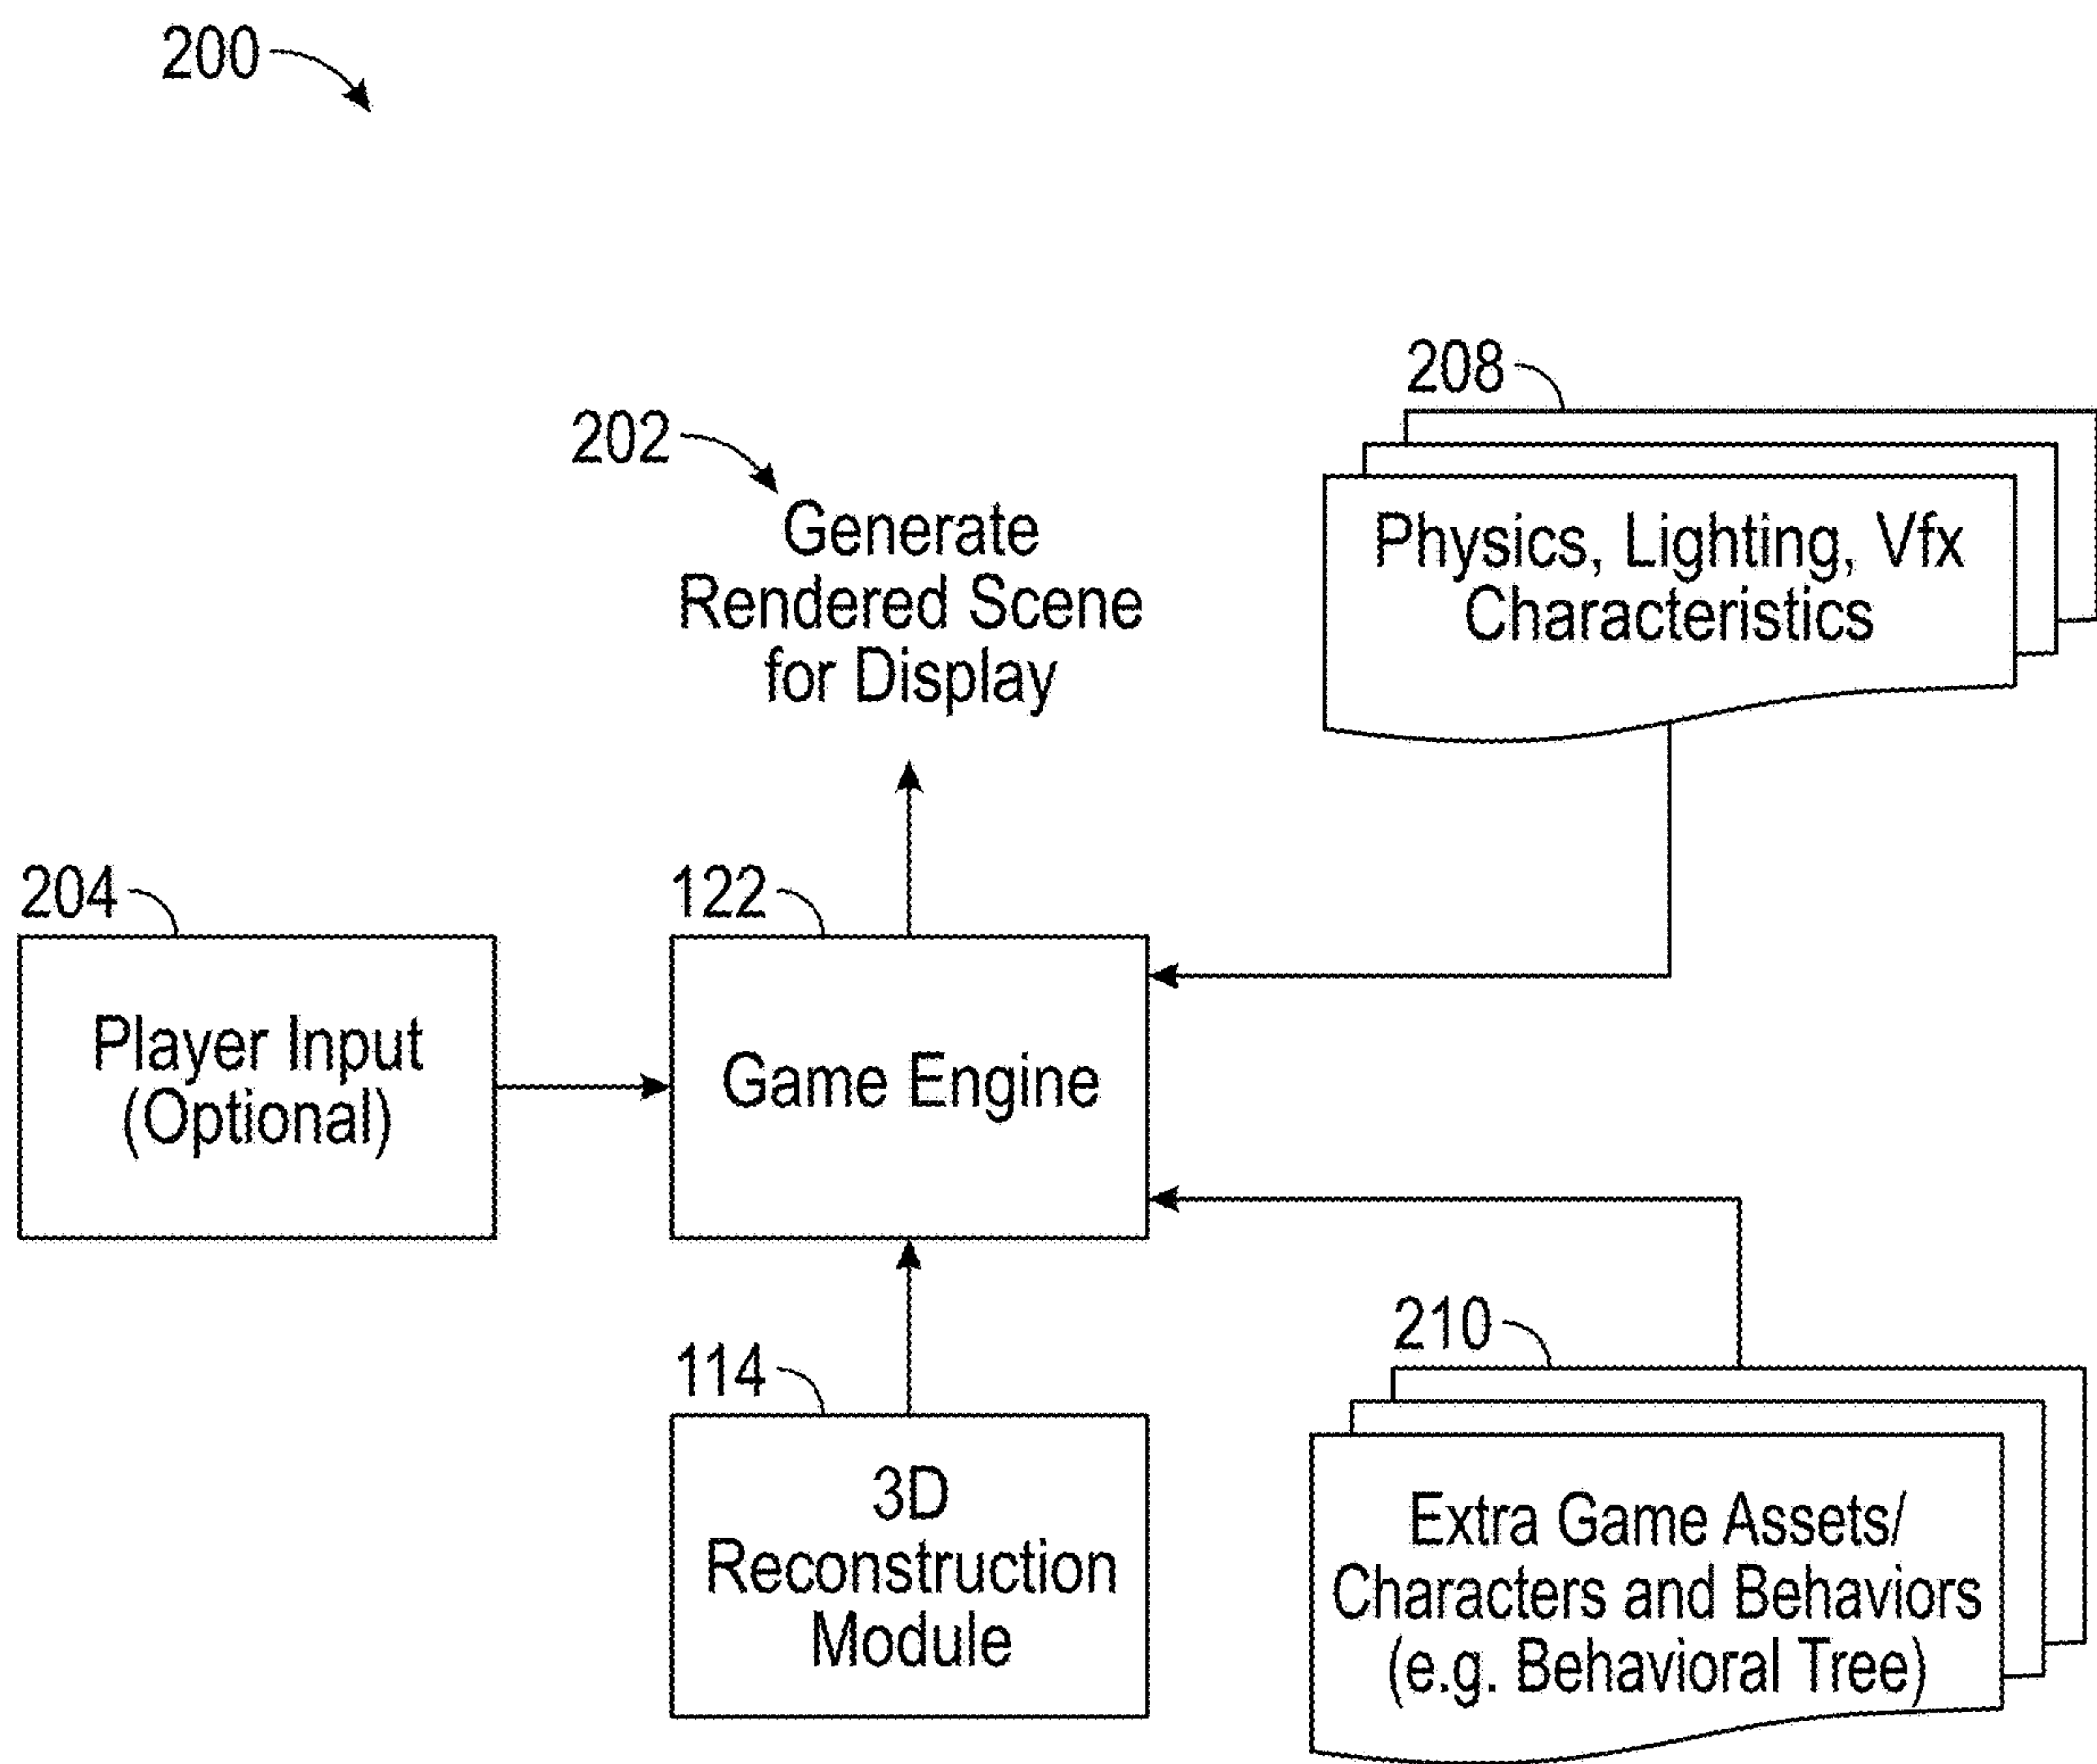 200
202
Generate
Rendered Scene
for Display
208
Physics, Lighting, Vfx
Characteristics
204
Player Input
(Optional)
122
Game Engine
114
3D
Reconstruction
Module
210
Extra Game Assets/
Characters and Behaviors
(e.g. Behavioral Tree)